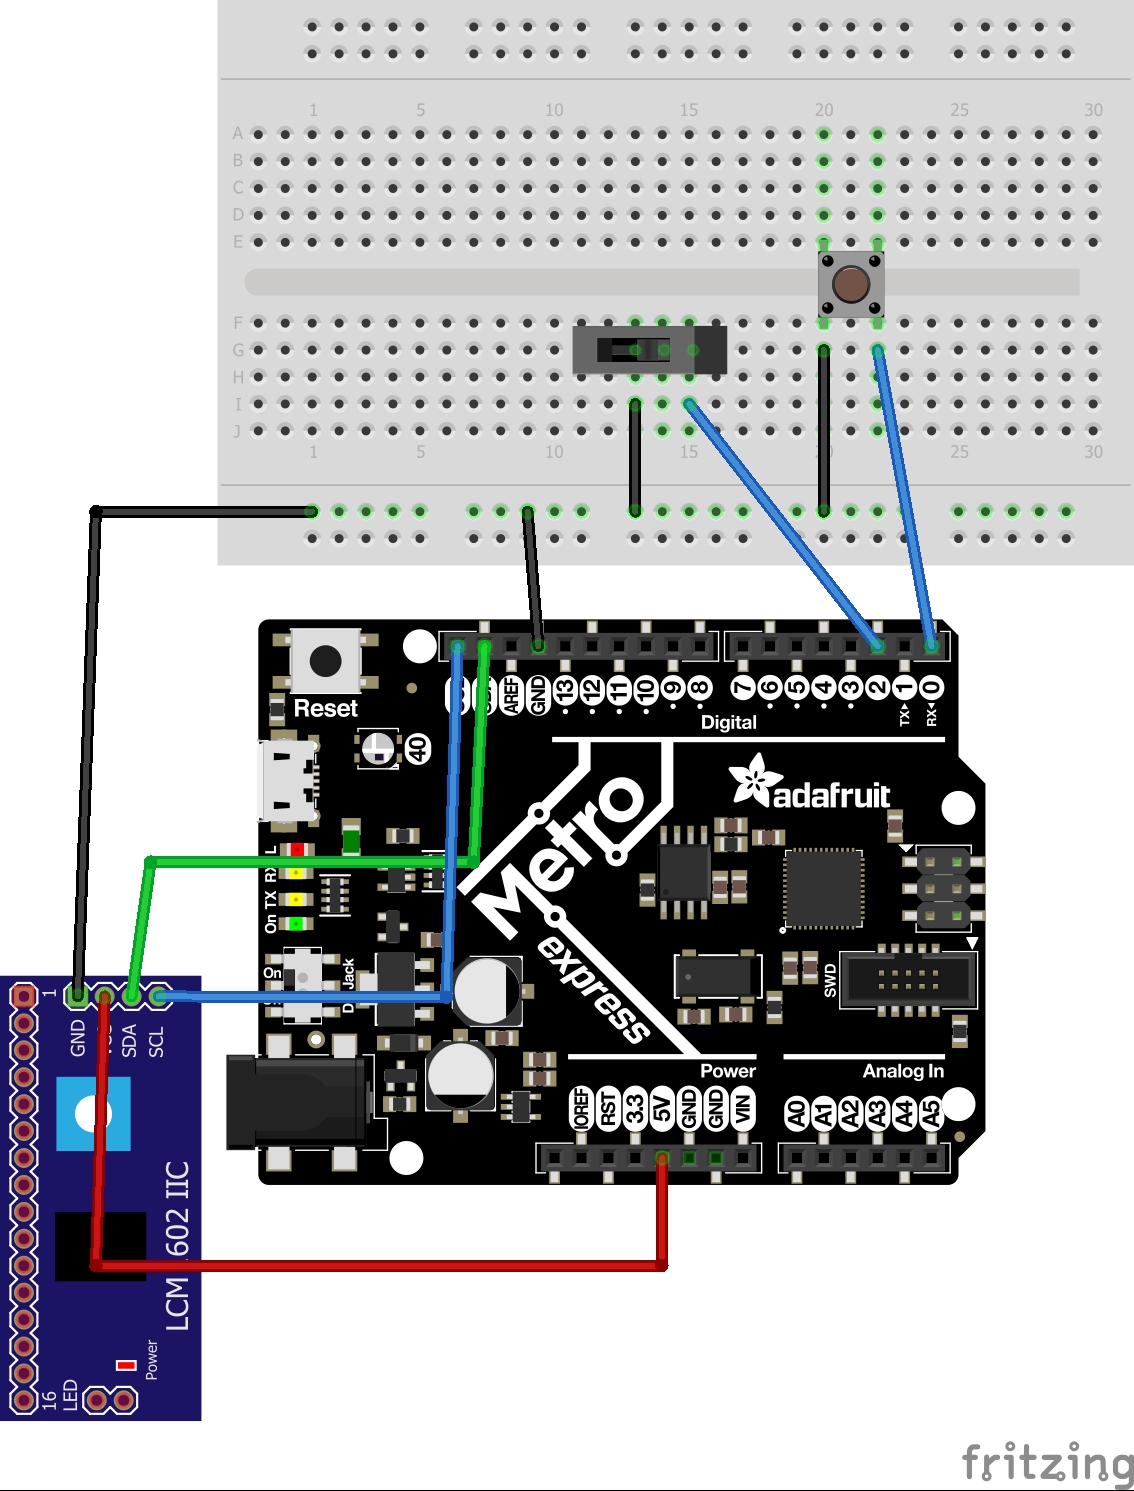 1 5 10 15 20 25 30
A
B
C
D
E
F
G
H
I
J
1 5 10 15 25 30
Reset
AREF GND 13 12 11 10 9 8 7 6 5 4 3 2 1 0
TX RX
Digital
40
adafruit
Metro
express
L
RX
TX
On
On
Jack
SWD
Power
Analog In
IOREF RST 3.3 5V GND GND VIN A0 A1 A2 A3 A4 A5
1
GND SDA SCL
LCM 1602 IIC
Power
16
LED
fritzing